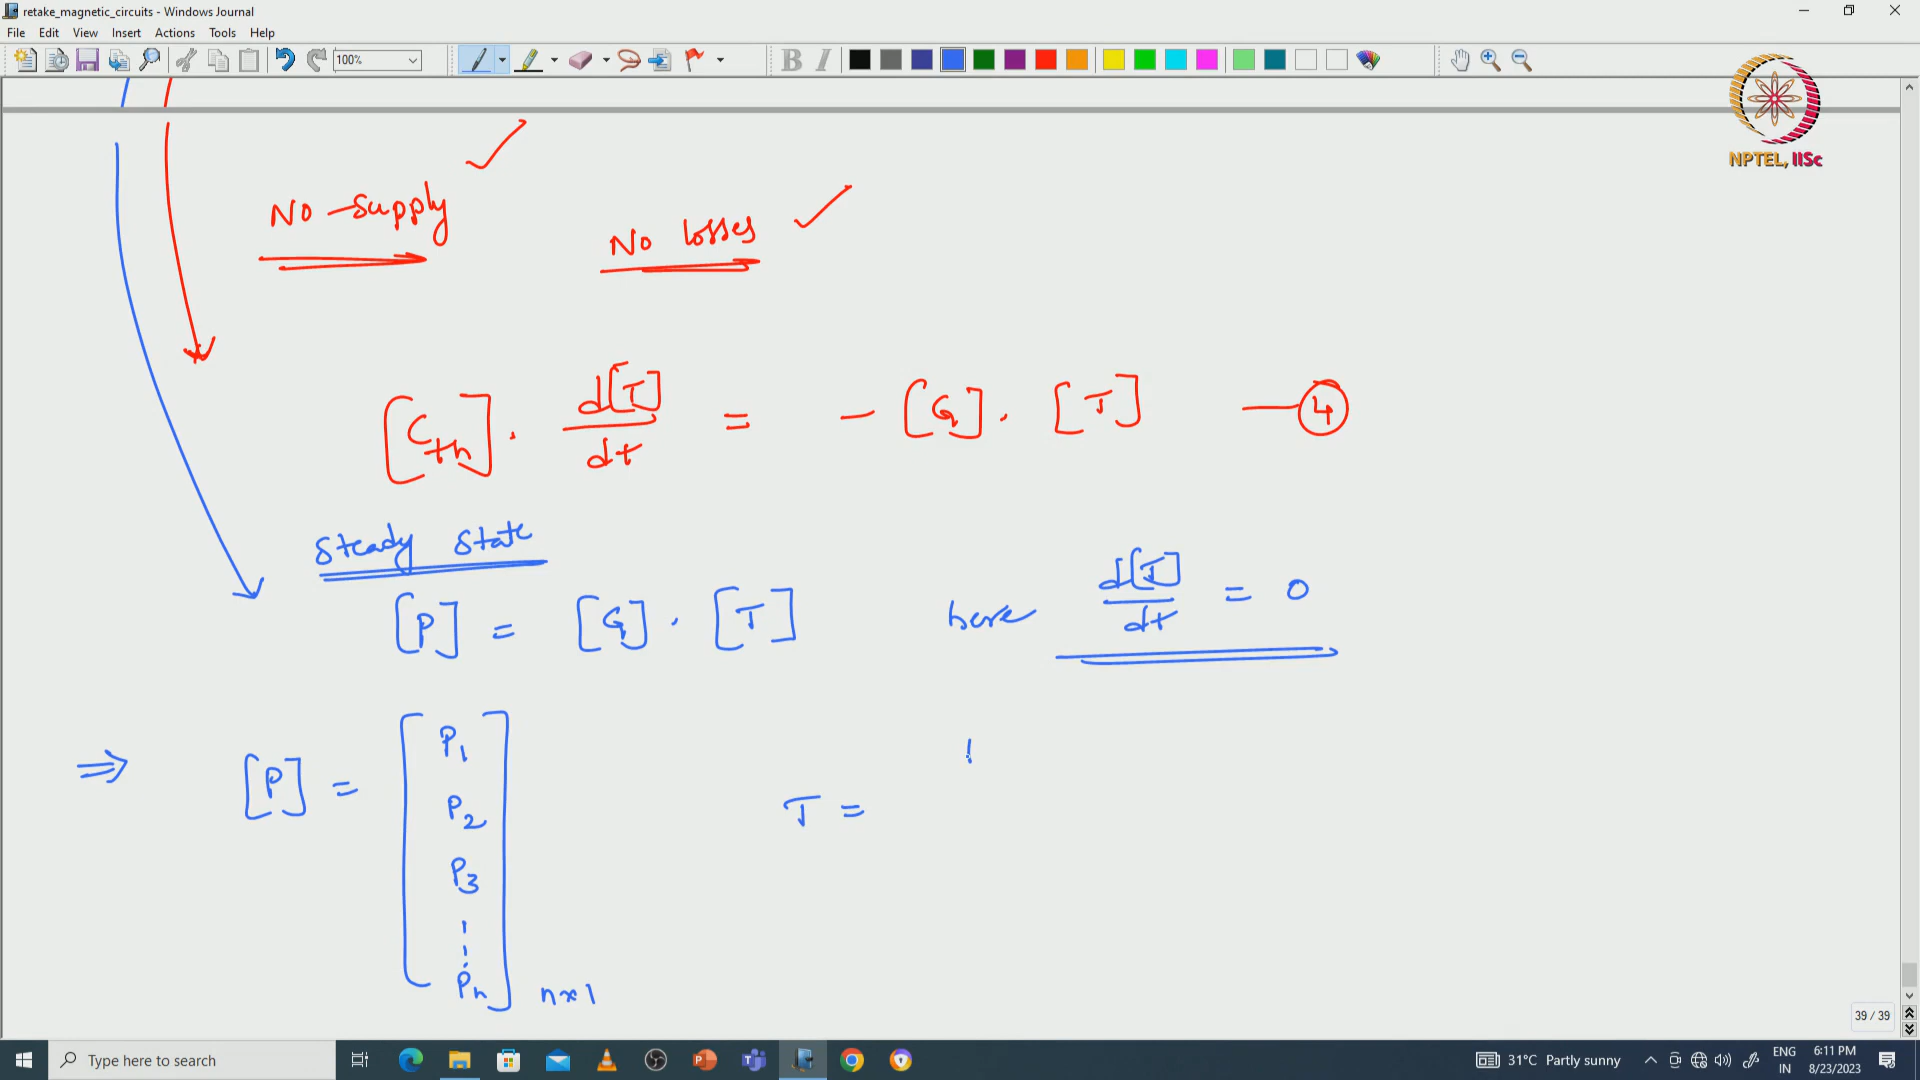 retake_magnetic_circuits - Windows Journal
File Edit View Insert Actions Tools Help
100%
B I
NPTEL, IISc
No supply
No losses
[C_th] · d[T]/dt = - [G] · [T] — ④
Steady state
[P] = [G] · [T] here d[T]/dt = 0
⇒ [P] = [P₁ P₂ P₃ ⋮ Pₙ] n×1
T =
39 / 39
Type here to search
31°C Partly sunny
ENG
IN
6:11 PM
8/23/2023